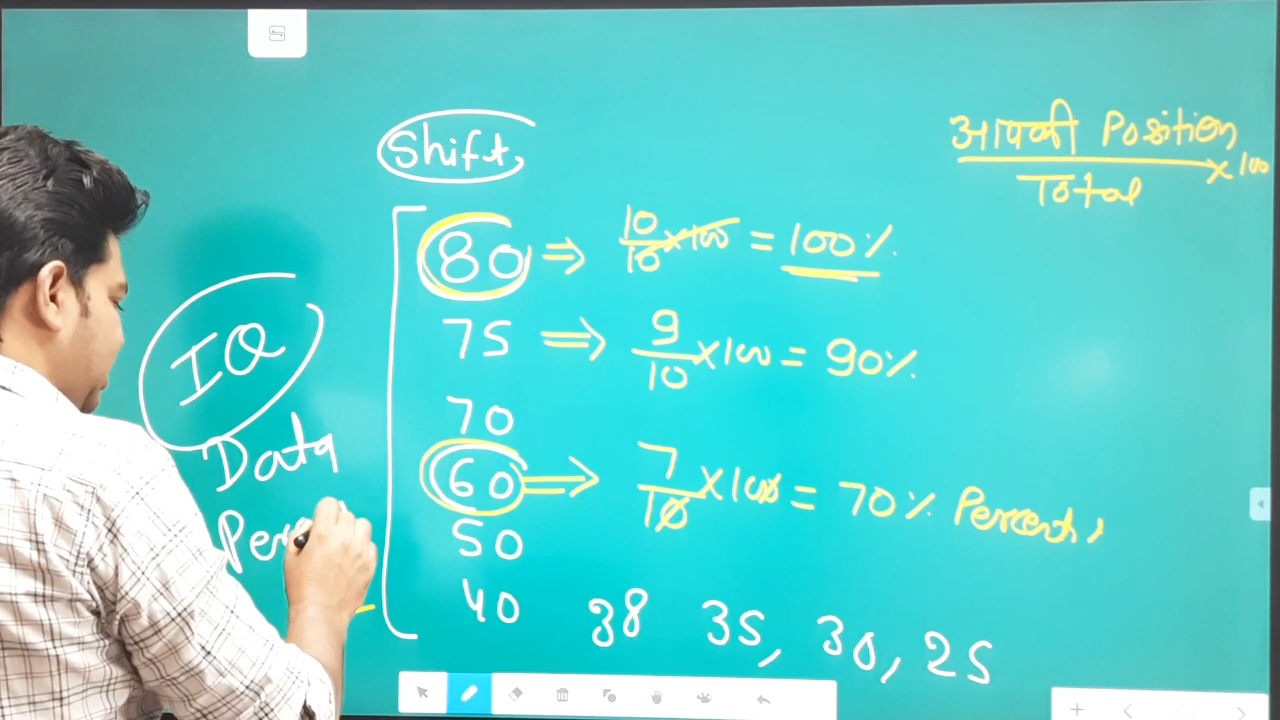 Shift,
आपकी Position
Total × 100
80 ⇒ 10/10 × 100 = 100%
75 ⇒ 9/10 × 100 = 90%
70
60 ⇒ 7/10 × 100 = 70% Percent
50
40 38 35, 30, 25
IQ
Data